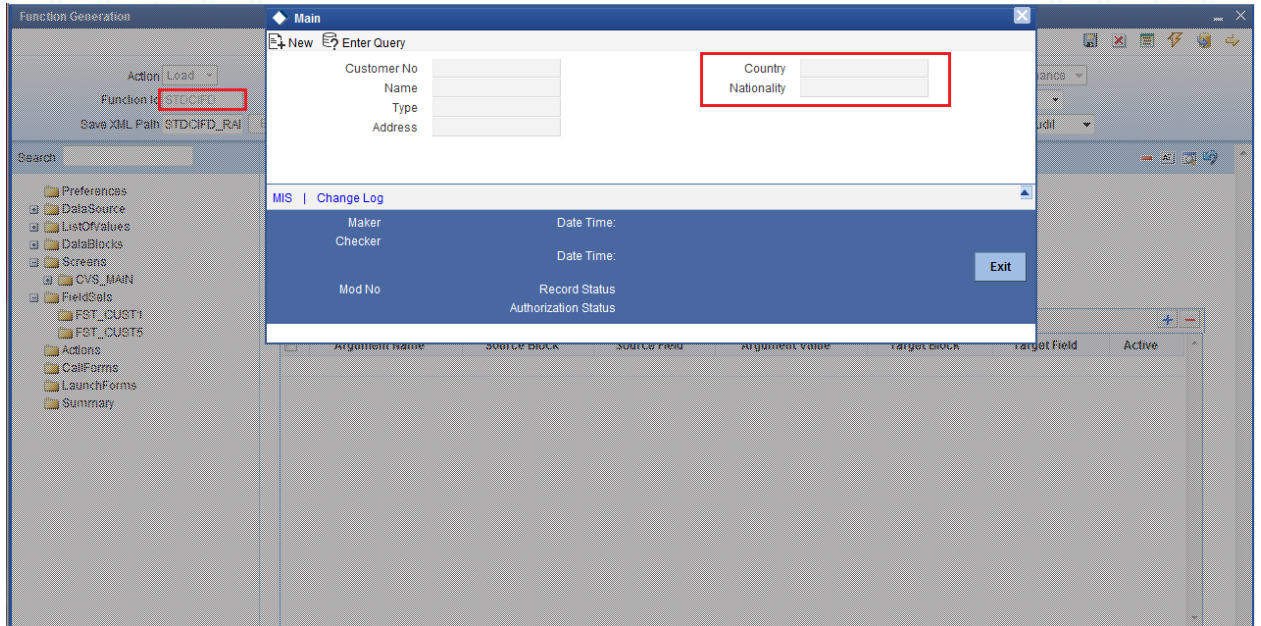 Function Generation
Main
New Enter Query
Action Load
Function Id STDCIFD
Save XML Path STDCIFD_RAI
Customer No
Name
Type
Address
Country
Nationality
Search
Preferences
DataSource
ListOfValues
DataBlocks
Screens
CVS_MAIN
FieldSets
FST_CUST1
FST_CUST5
Actions
CallForms
LaunchForms
Summary
MIS | Change Log
Maker Date Time:
Checker
Date Time:
Exit
Mod No Record Status
Authorization Status
Argument Name Source Block Source Field Argument Value Target Block Target Field Active